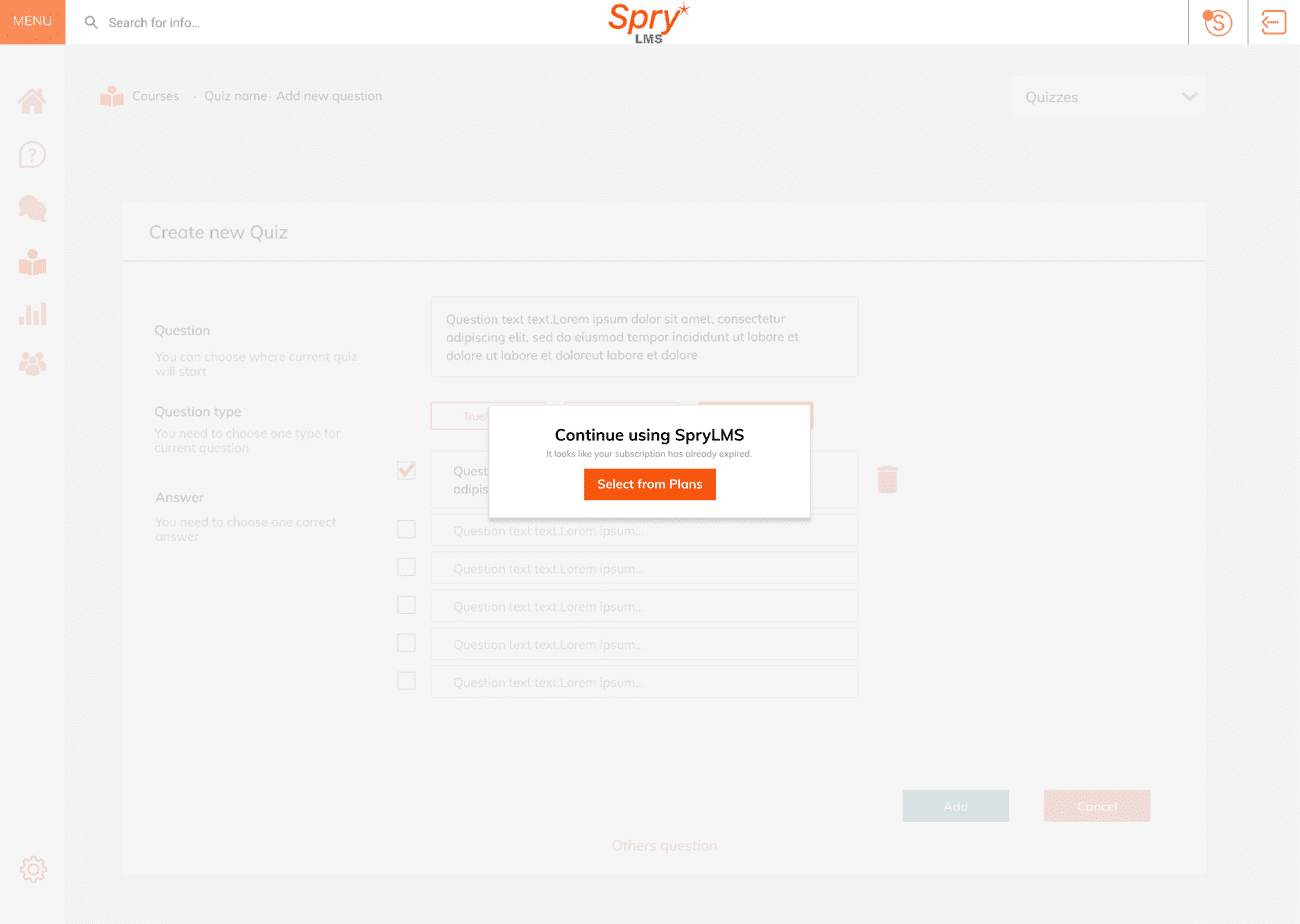 MENU
Search for info...
Spry
LMS
S
Courses - Quiz name- Add new question
Quizzes
Create new Quiz
Question
You can choose where current quiz
will start
Question text text.Lorem ipsum dolor sit amet, consectetur
adipiscing elit, sed do eiusmod tempor incididunt ut labore et
dolore ut labore et doloreut labore et dolore
Question type
You need to choose one type for
current question
True/
Continue using SpryLMS
It looks like your subscription has already expired.
Select from Plans
Quest
adipis
Answer
You need to choose one correct
answer
Question text text.Lorem ipsum...
Question text text.Lorem ipsum...
Question text text.Lorem ipsum...
Question text text.Lorem ipsum...
Question text text.Lorem ipsum...
Add
Cancel
Others question